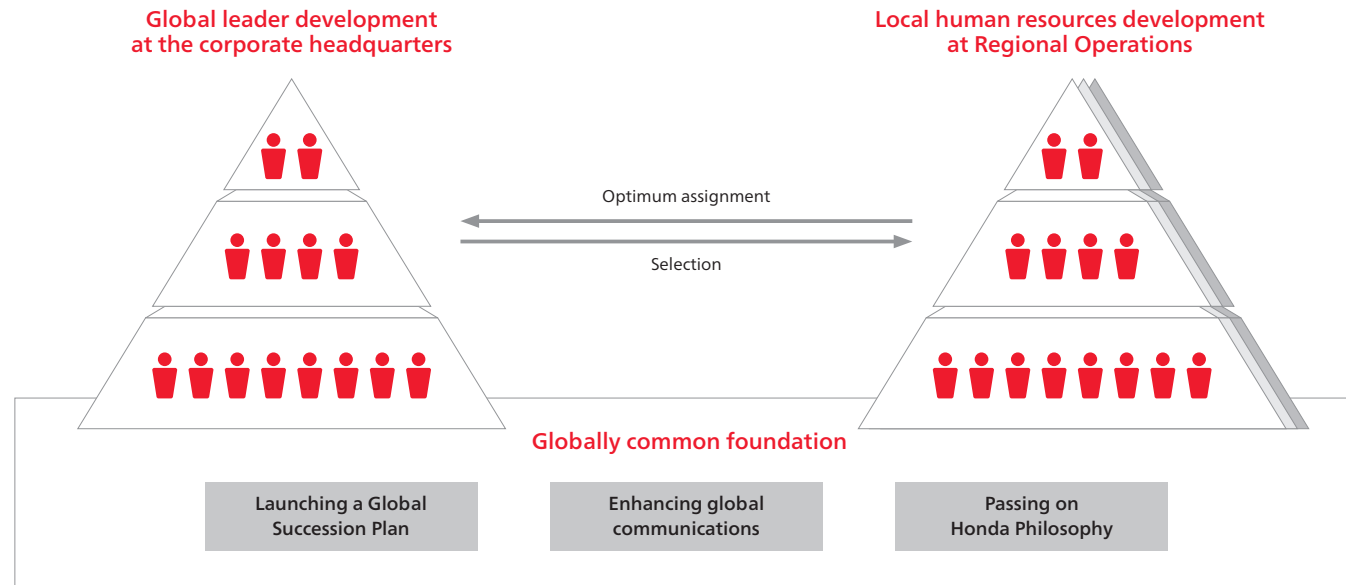 Global leader development
at the corporate headquarters
Local human resources development
at Regional Operations
Optimum assignment
Selection
Globally common foundation
Launching a Global
Succession Plan
Enhancing global
communications
Passing on
Honda Philosophy